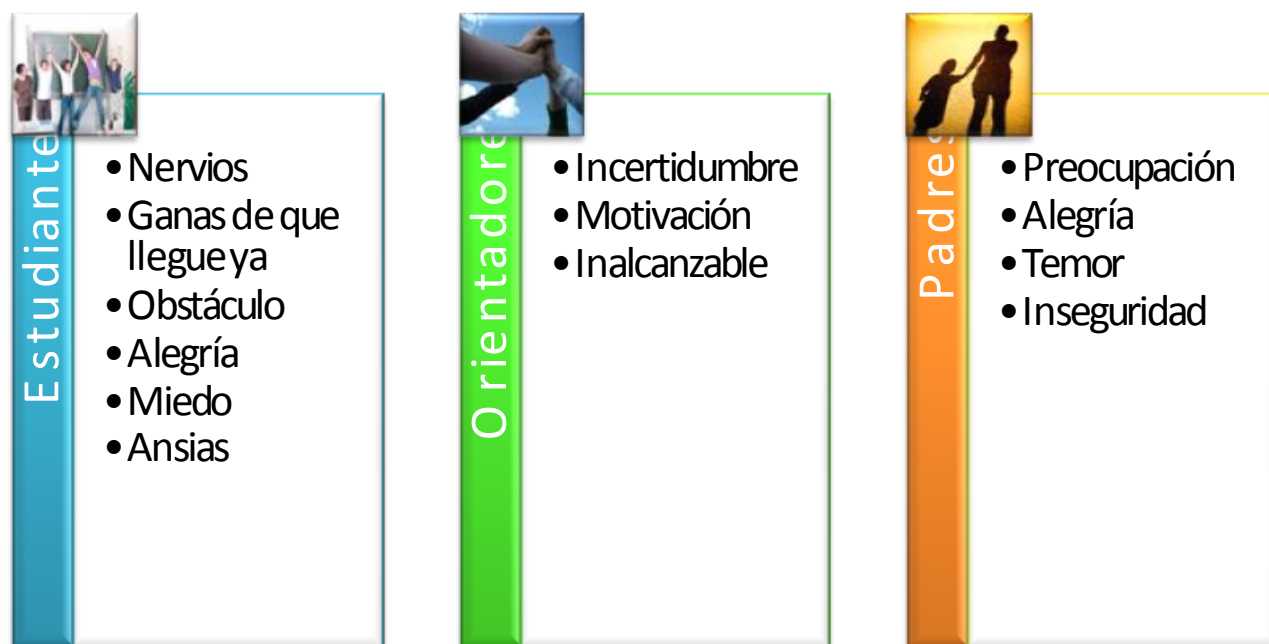 Estudiante
• Nervios
• Ganas de que
llegue ya
• Obstáculo
• Alegría
• Miedo
• Ansias
Orientadore
• Incertidumbre
• Motivación
• Inalcanzable
Padres
• Preocupación
• Alegría
• Temor
• Inseguridad